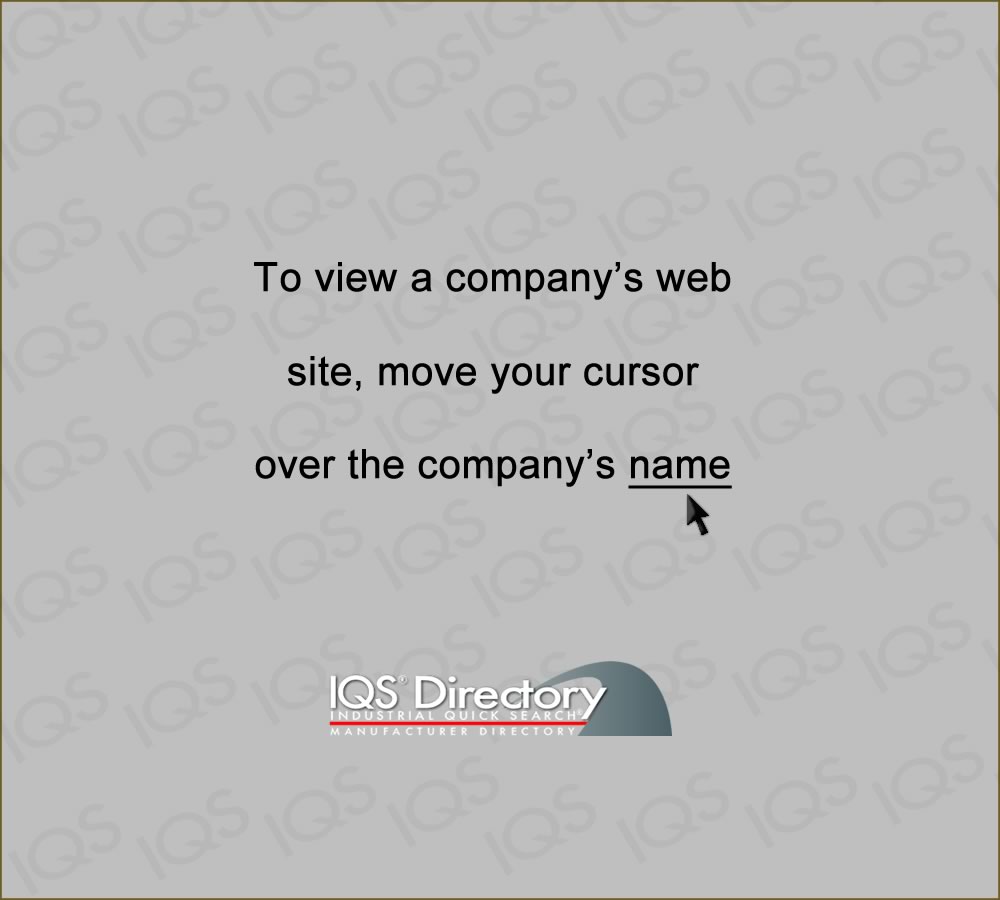 To view a company’s web
site, move your cursor
over the company’s name
IQS® Directory
INDUSTRIAL QUICK SEARCH®
MANUFACTURER DIRECTORY